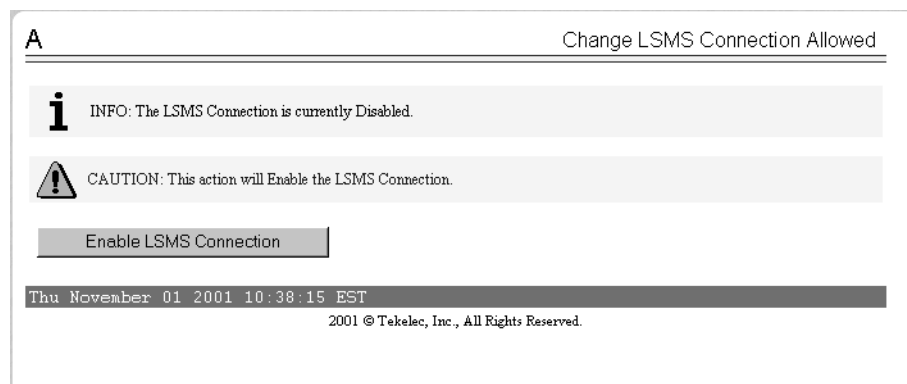 A
Change LSMS Connection Allowed
INFO: The LSMS Connection is currently Disabled.
CAUTION: This action will Enable the LSMS Connection.
Enable LSMS Connection
Thu November 01 2001 10:38:15 EST
2001 © Tekelec, Inc., All Rights Reserved.